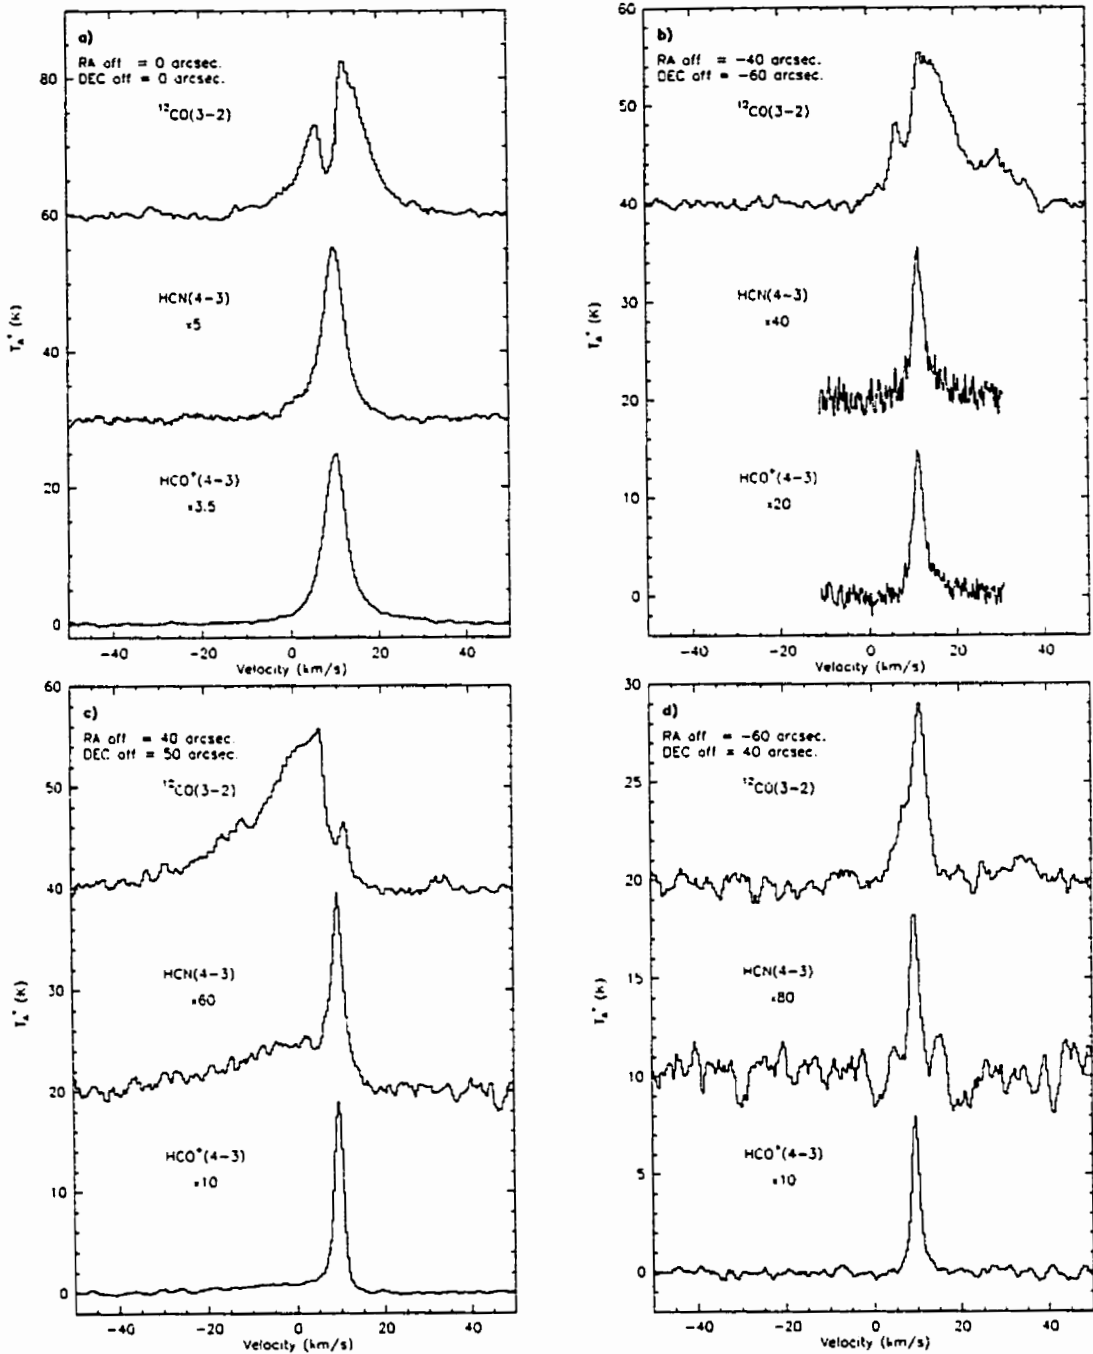 a)
RA off = 0 arcsec.
DEC off = 0 arcsec.
¹²CO(3-2)
HCN(4-3)
×5
HCO⁺(4-3)
×3.5
80
60
40
20
0
T_A* (K)
-40 -20 0 20 40
Velocity (km/s)
b)
RA off = -40 arcsec.
DEC off = -60 arcsec.
¹²CO(3-2)
HCN(4-3)
×40
HCO⁺(4-3)
×20
60
50
40
30
20
10
0
T_A* (K)
-40 -20 0 20 40
Velocity (km/s)
c)
RA off = 40 arcsec.
DEC off = 50 arcsec.
¹²CO(3-2)
HCN(4-3)
×60
HCO⁺(4-3)
×10
60
50
40
30
20
10
0
T_A* (K)
-40 -20 0 20 40
Velocity (km/s)
d)
RA off = -60 arcsec.
DEC off = 40 arcsec.
¹²CO(3-2)
HCN(4-3)
×80
HCO⁺(4-3)
×10
30
25
20
15
10
5
0
T_A* (K)
-40 -20 0 20 40
Velocity (km/s)